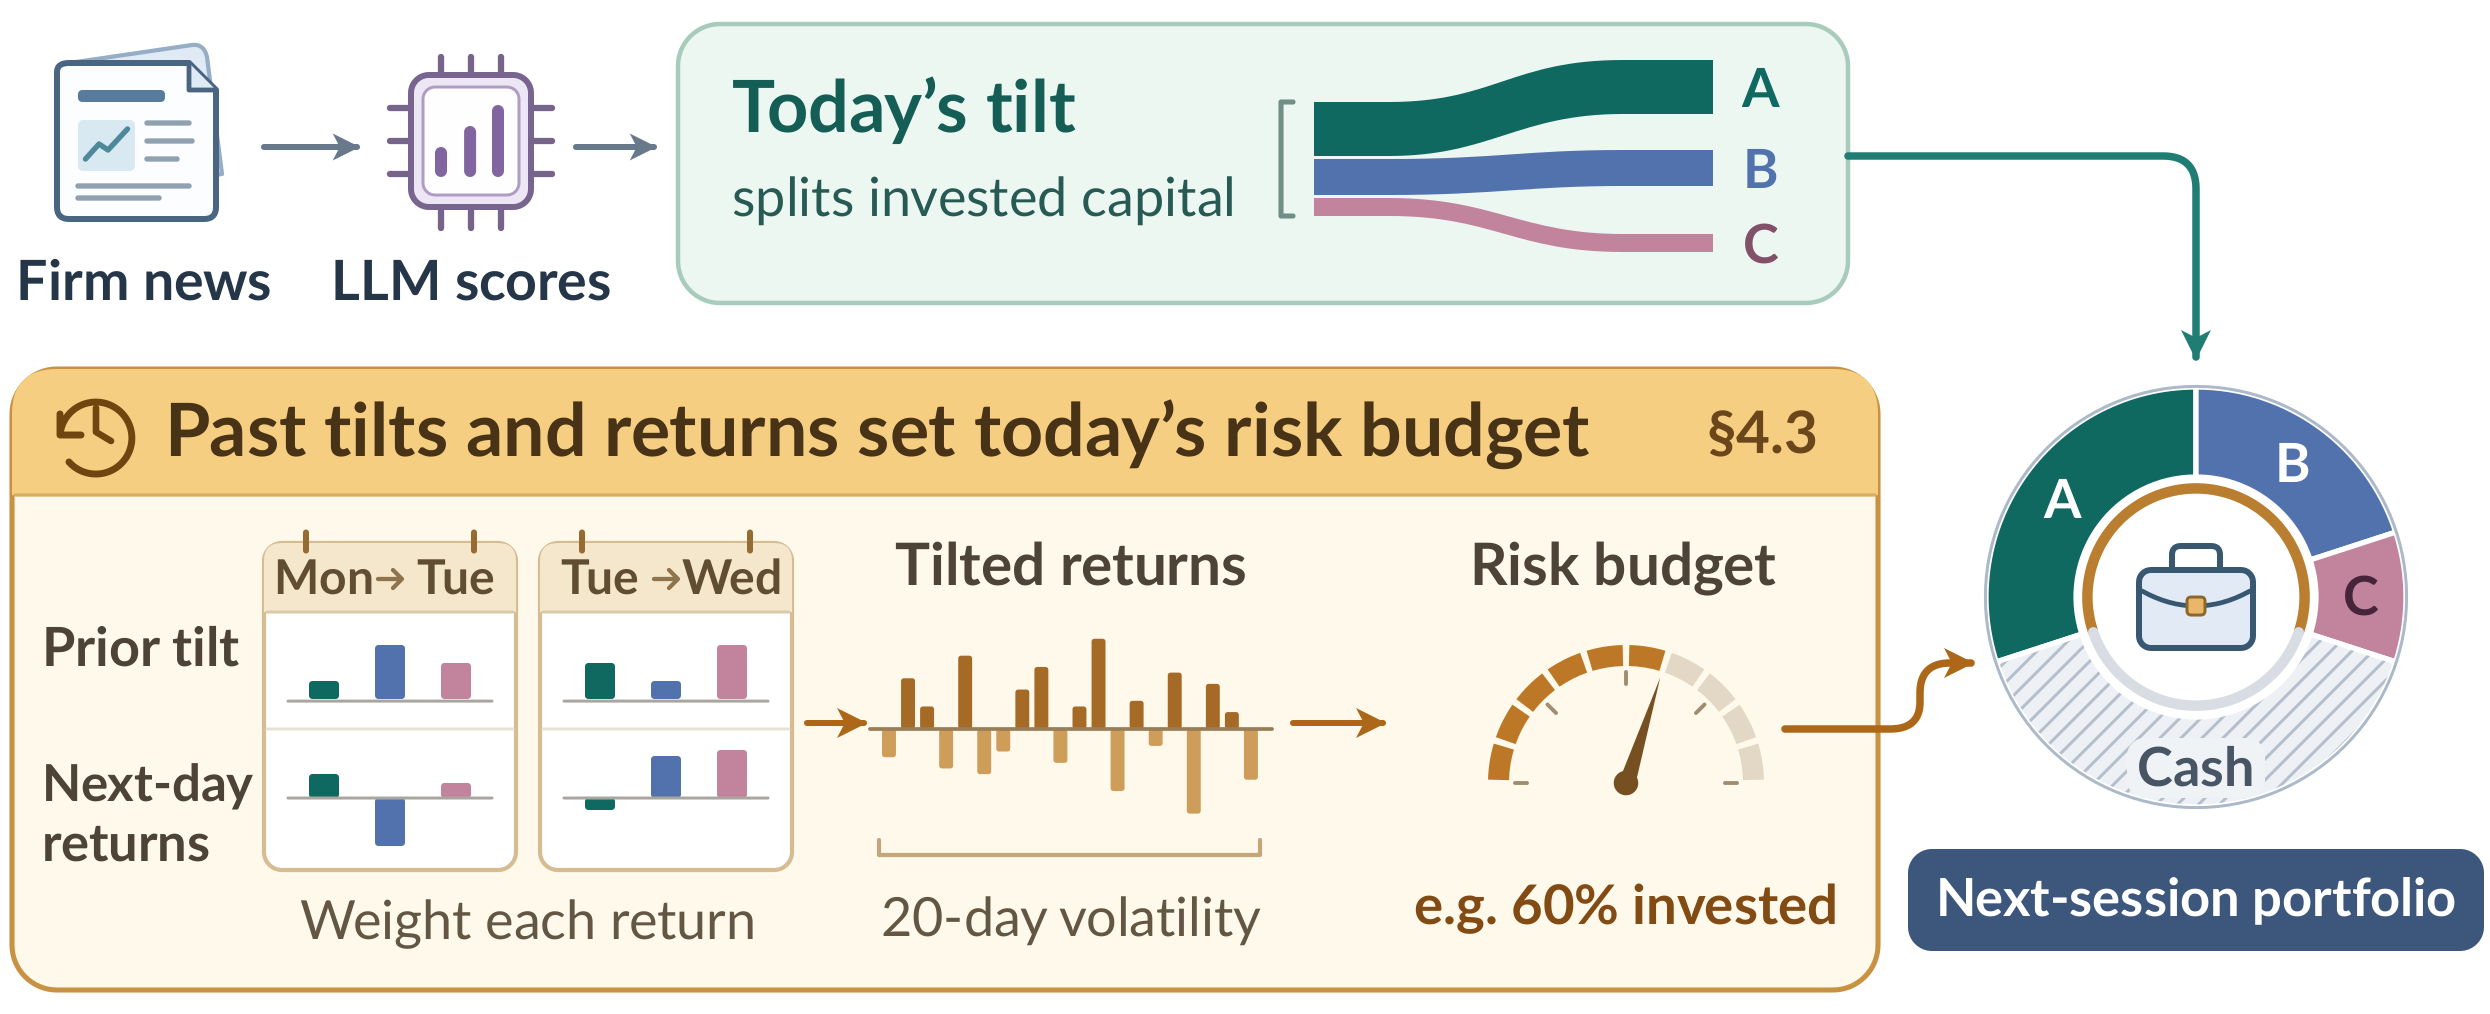 Firm news
LLM scores
Today’s tilt
splits invested capital
A
B
C
Past tilts and returns set today’s risk budget
§4.3
Mon→ Tue
Tue →Wed
Prior tilt
Next-day
returns
Weight each return
Tilted returns
20-day volatility
Risk budget
e.g. 60% invested
A
B
C
Cash
Next-session portfolio